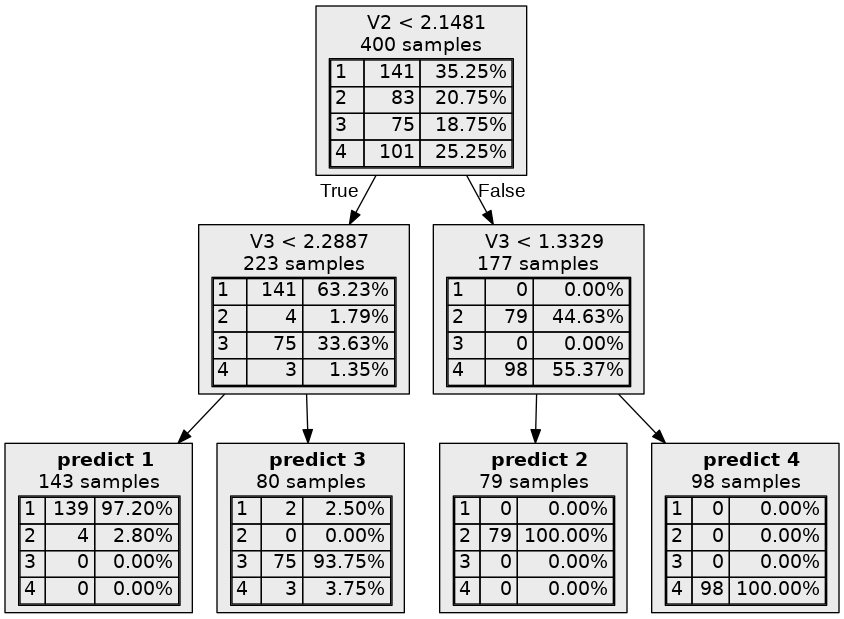 V2 < 2.1481
400 samples
1 141 35.25%
2 83 20.75%
3 75 18.75%
4 101 25.25%
True
False
V3 < 2.2887
223 samples
1 141 63.23%
2 4 1.79%
3 75 33.63%
4 3 1.35%
V3 < 1.3329
177 samples
1 0 0.00%
2 79 44.63%
3 0 0.00%
4 98 55.37%
predict 1
143 samples
1 139 97.20%
2 4 2.80%
3 0 0.00%
4 0 0.00%
predict 3
80 samples
1 2 2.50%
2 0 0.00%
3 75 93.75%
4 3 3.75%
predict 2
79 samples
1 0 0.00%
2 79 100.00%
3 0 0.00%
4 0 0.00%
predict 4
98 samples
1 0 0.00%
2 0 0.00%
3 0 0.00%
4 98 100.00%